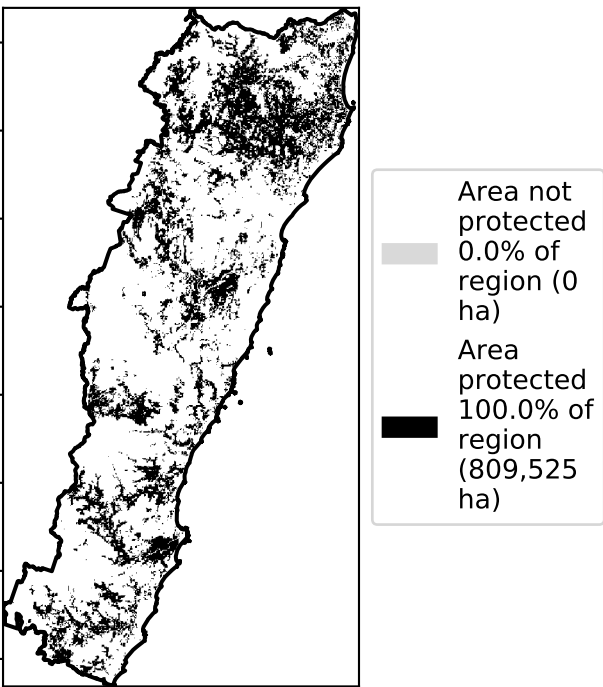 Area not
protected
0.0% of
region (0
ha)
Area
protected
100.0% of
region
(809,525
ha)